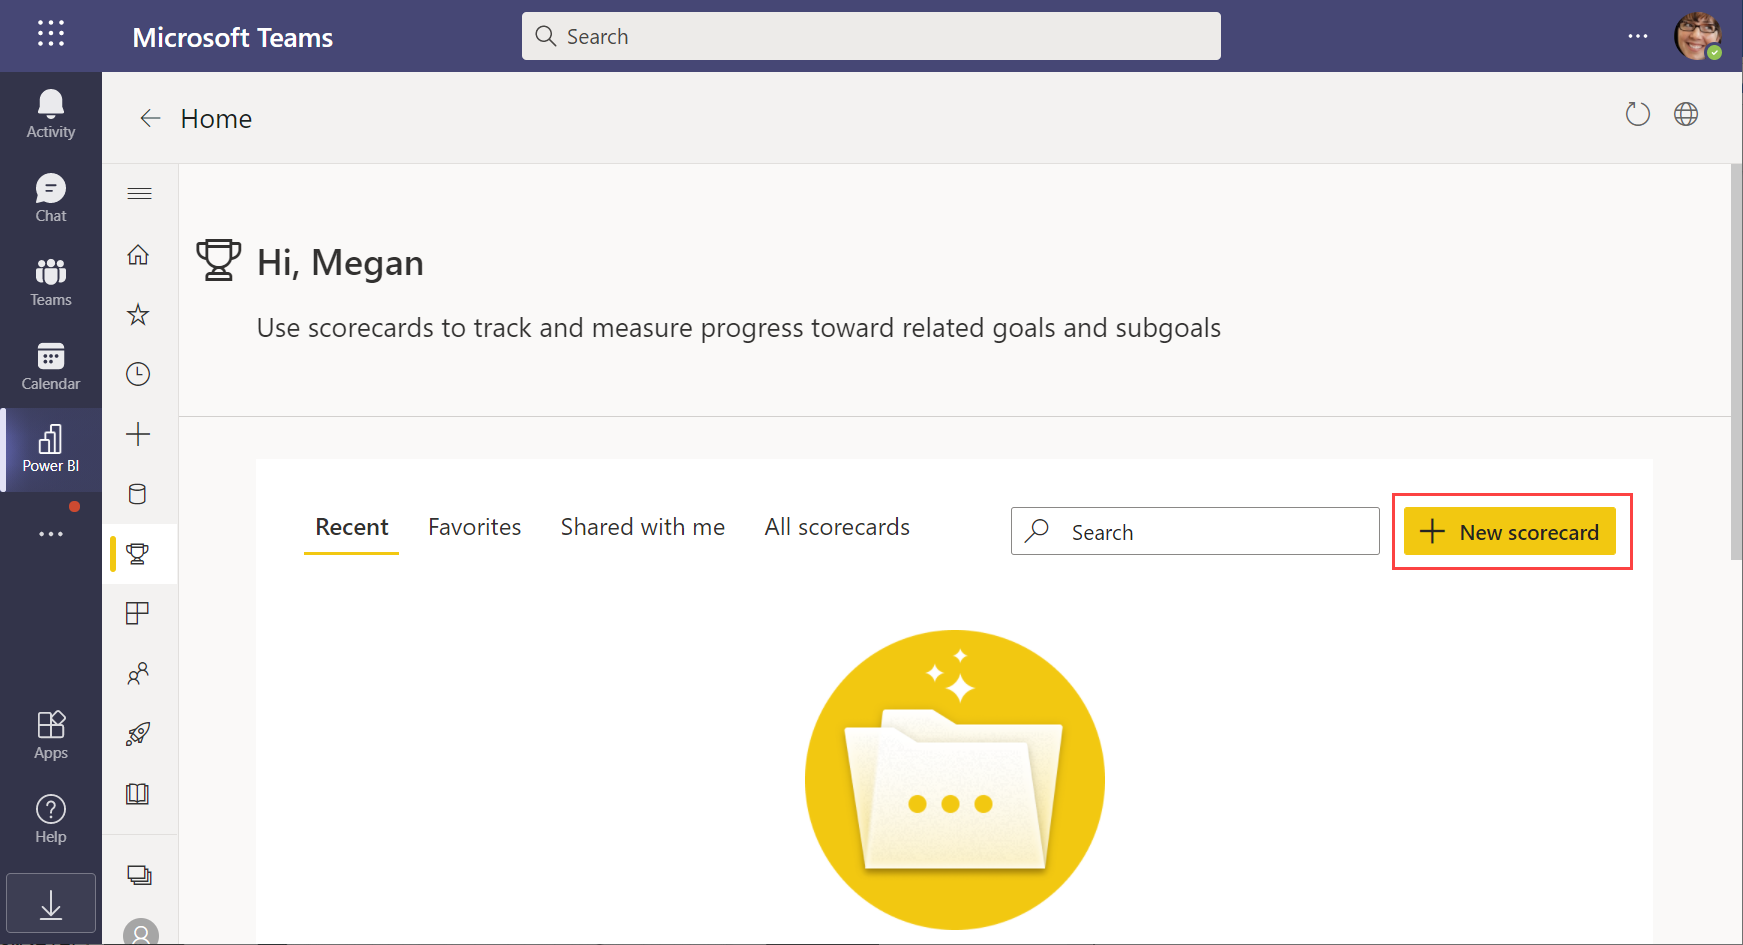 Microsoft Teams
Search
Activity
Chat
Teams
Calendar
Power BI
Apps
Help
Home
Hi, Megan
Use scorecards to track and measure progress toward related goals and subgoals
Recent
Favorites
Shared with me
All scorecards
Search
New scorecard